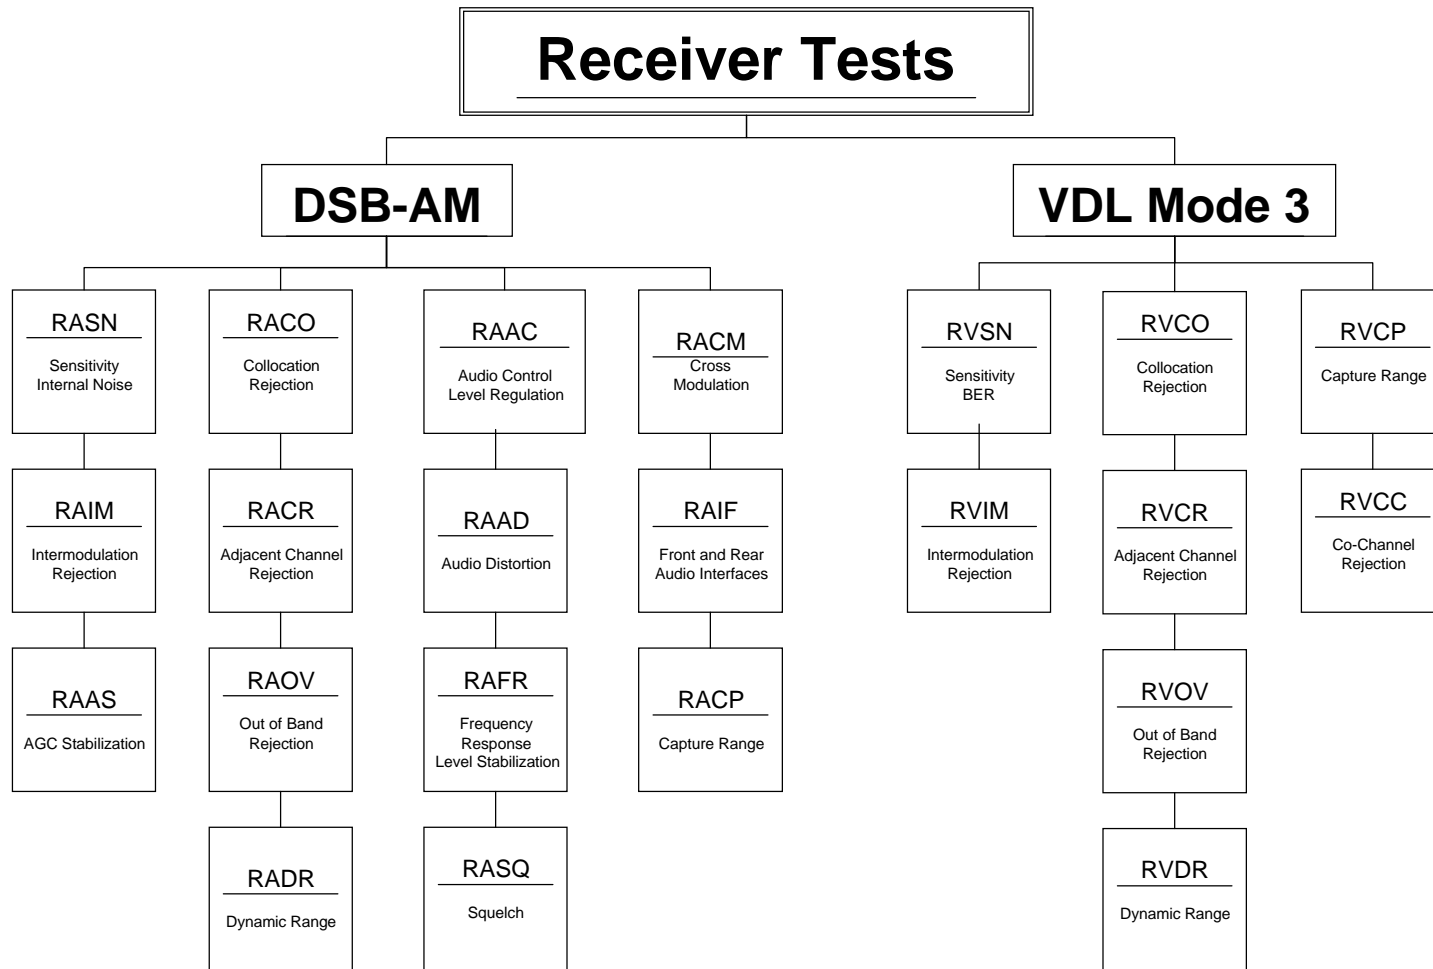 Receiver Tests
DSB-AM
VDL Mode 3
RASN
Sensitivity
Internal Noise
RAIM
Intermodulation
Rejection
RAAS
AGC Stabilization
RACO
Collocation
Rejection
RACR
Adjacent Channel
Rejection
RAOV
Out of Band
Rejection
RADR
Dynamic Range
RAAC
Audio Control
Level Regulation
RAAD
Audio Distortion
RAFR
Frequency
Response
Level Stabilization
RASQ
Squelch
RACM
Cross
Modulation
RAIF
Front and Rear
Audio Interfaces
RACP
Capture Range
RVSN
Sensitivity
BER
RVIM
Intermodulation
Rejection
RVCO
Collocation
Rejection
RVCR
Adjacent Channel
Rejection
RVOV
Out of Band
Rejection
RVDR
Dynamic Range
RVCP
Capture Range
RVCC
Co-Channel
Rejection